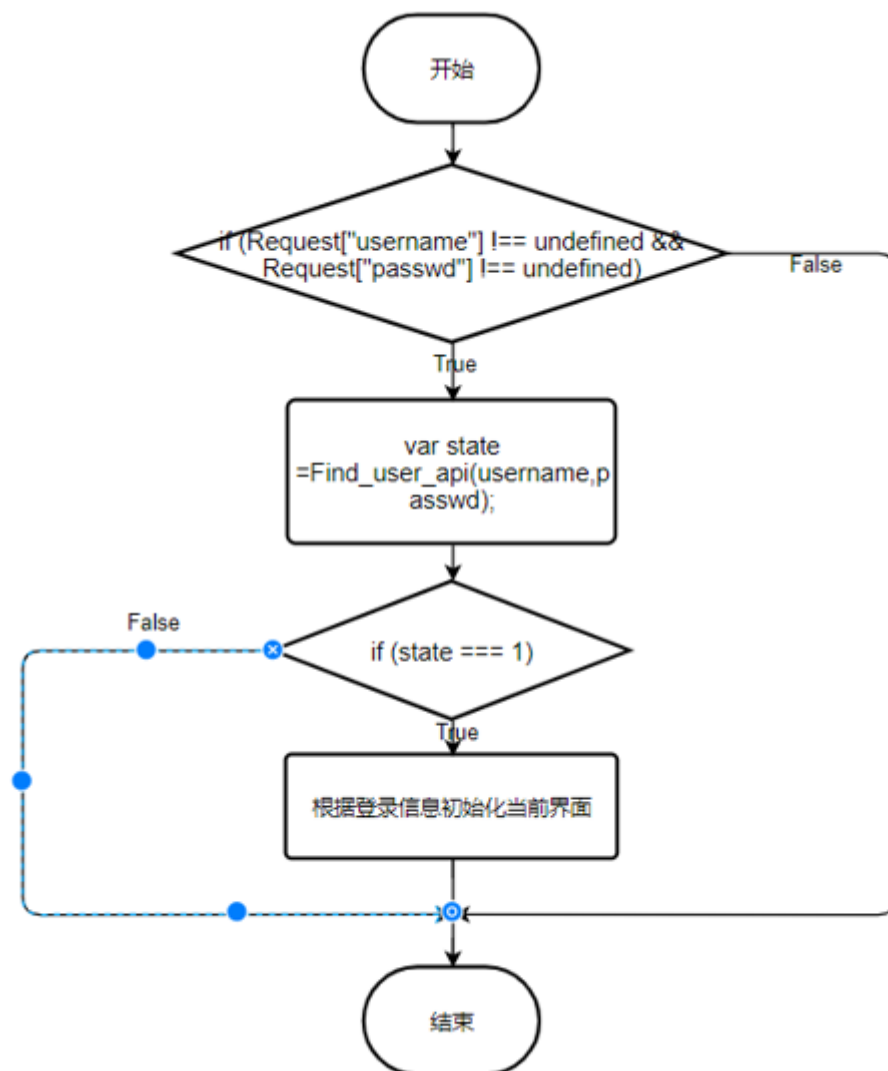 开始
if (Request["username"] !== undefined &&
Request["passwd"] !== undefined)
False
True
var state
=Find_user_api(username,p
asswd);
False
if (state === 1)
True
根据登录信息初始化当前界面
结束